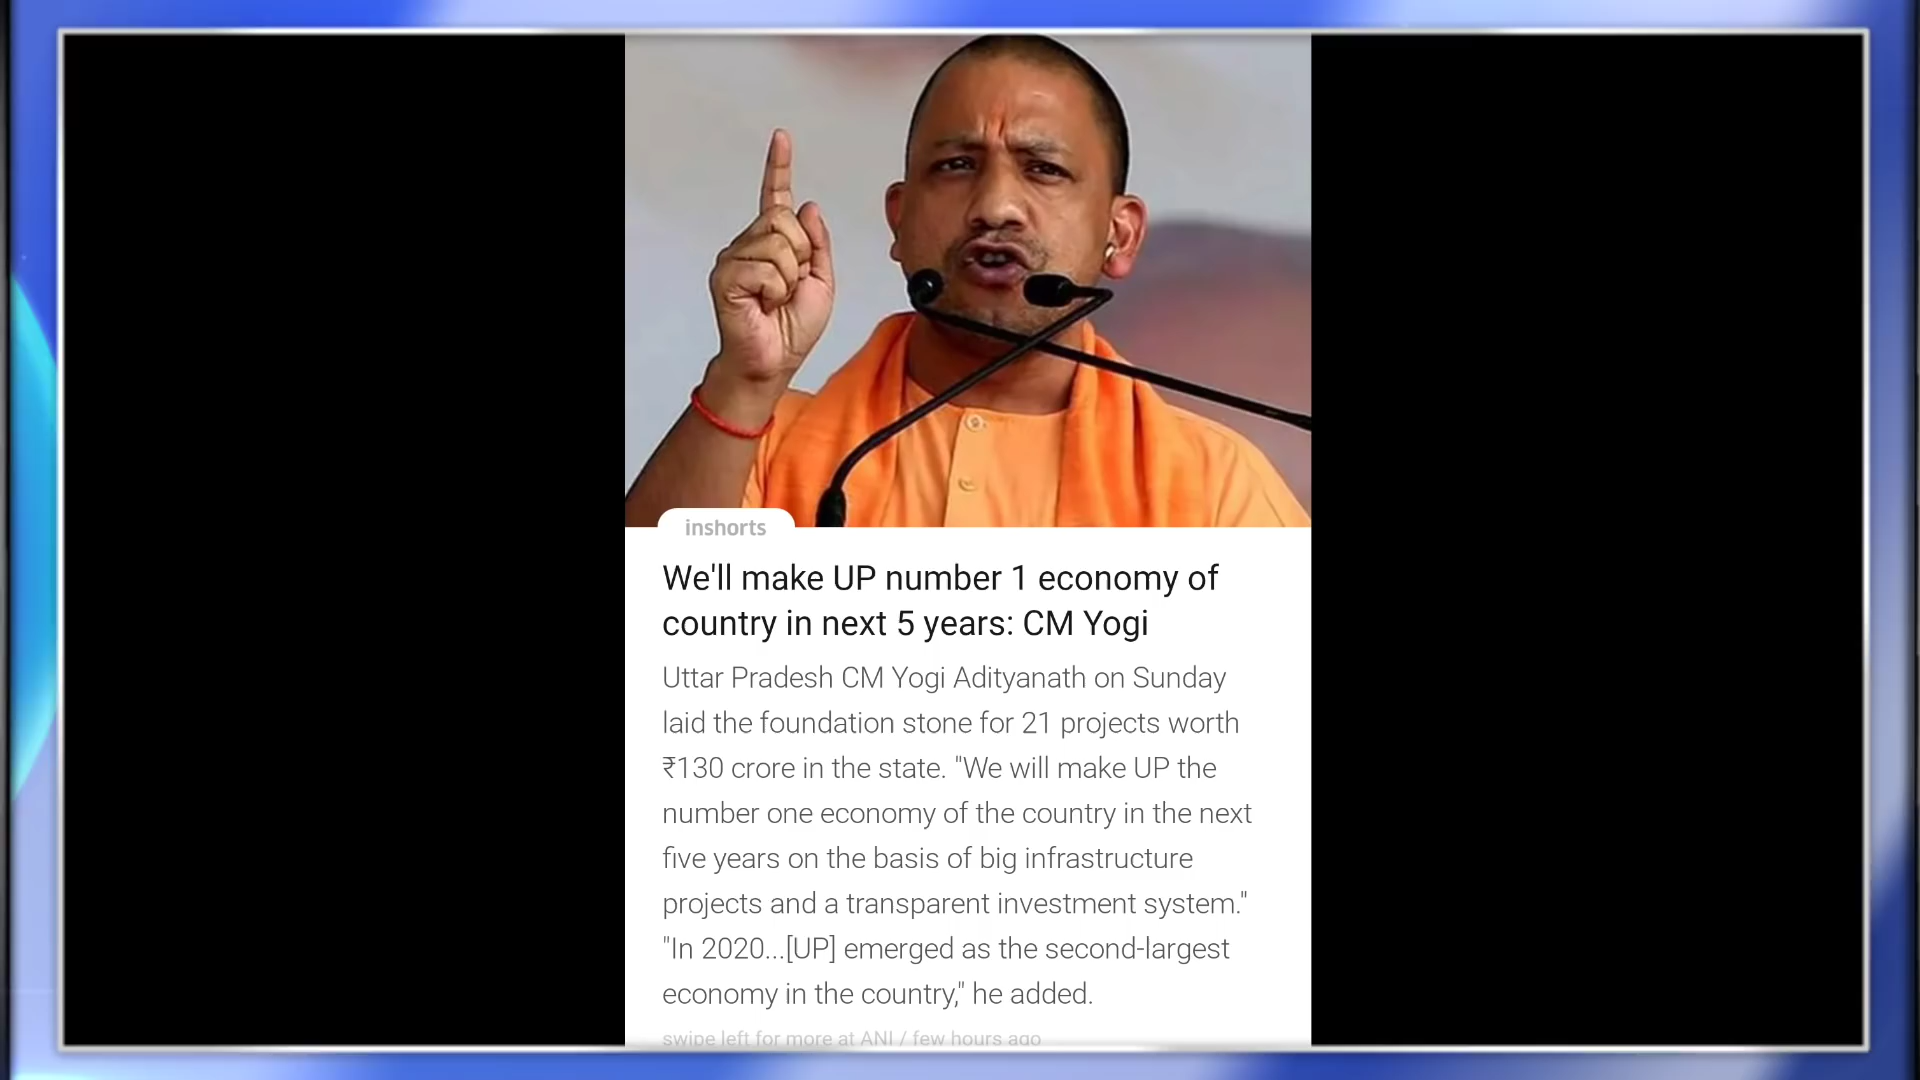 inshorts
We'll make UP number 1 economy of
country in next 5 years: CM Yogi
Uttar Pradesh CM Yogi Adityanath on Sunday
laid the foundation stone for 21 projects worth
₹130 crore in the state. "We will make UP the
number one economy of the country in the next
five years on the basis of big infrastructure
projects and a transparent investment system."
"In 2020...[UP] emerged as the second-largest
economy in the country," he added.
swipe left for more at ANI / few hours ago